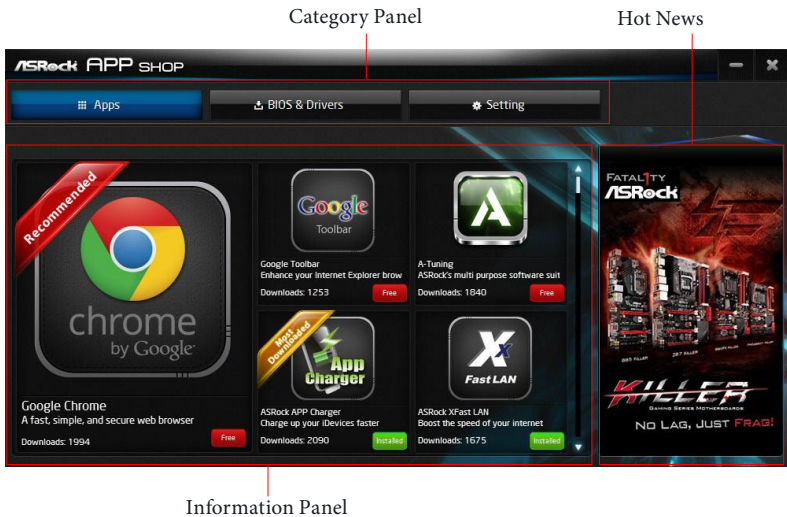 Category Panel
Hot News
ASRock APP SHOP
Apps
BIOS & Drivers
Setting
Recommended
chrome
by Google
Google Chrome
A fast, simple, and secure web browser
Downloads: 1994
Free
Google
Toolbar
Google Toolbar
Enhance your Internet Explorer brow
Downloads: 1253
Free
A
A-Tuning
ASRock's multi purpose software suit
Downloads: 1840
Free
Most
Downloaded
App
Charger
ASRock APP Charger
Charge up your iDevices faster
Downloads: 2090
Installed
X
Fast LAN
ASRock XFast LAN
Boost the speed of your internet
Downloads: 1675
Installed
FATAL1TY
ASRock
B85 KILLER
Z87 KILLER
KILLER
GAMING SERIES MOTHERBOARDS
NO LAG, JUST FRAG!
Information Panel